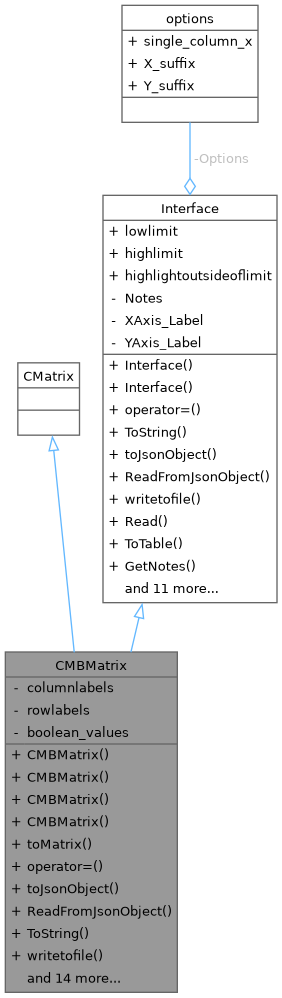 options
+ single_column_x
+ X_suffix
+ Y_suffix
-Options
Interface
+ lowlimit
+ highlimit
+ highlightoutsideoflimit
- Notes
- XAxis_Label
- YAxis_Label
+ Interface()
+ Interface()
+ operator=()
+ ToString()
+ toJsonObject()
+ ReadFromJsonObject()
+ writetofile()
+ Read()
+ ToTable()
+ GetNotes()
and 11 more...
CMatrix
CMBMatrix
- columnlabels
- rowlabels
- boolean_values
+ CMBMatrix()
+ CMBMatrix()
+ CMBMatrix()
+ CMBMatrix()
+ toMatrix()
+ operator=()
+ toJsonObject()
+ ReadFromJsonObject()
+ ToString()
+ writetofile()
and 14 more...